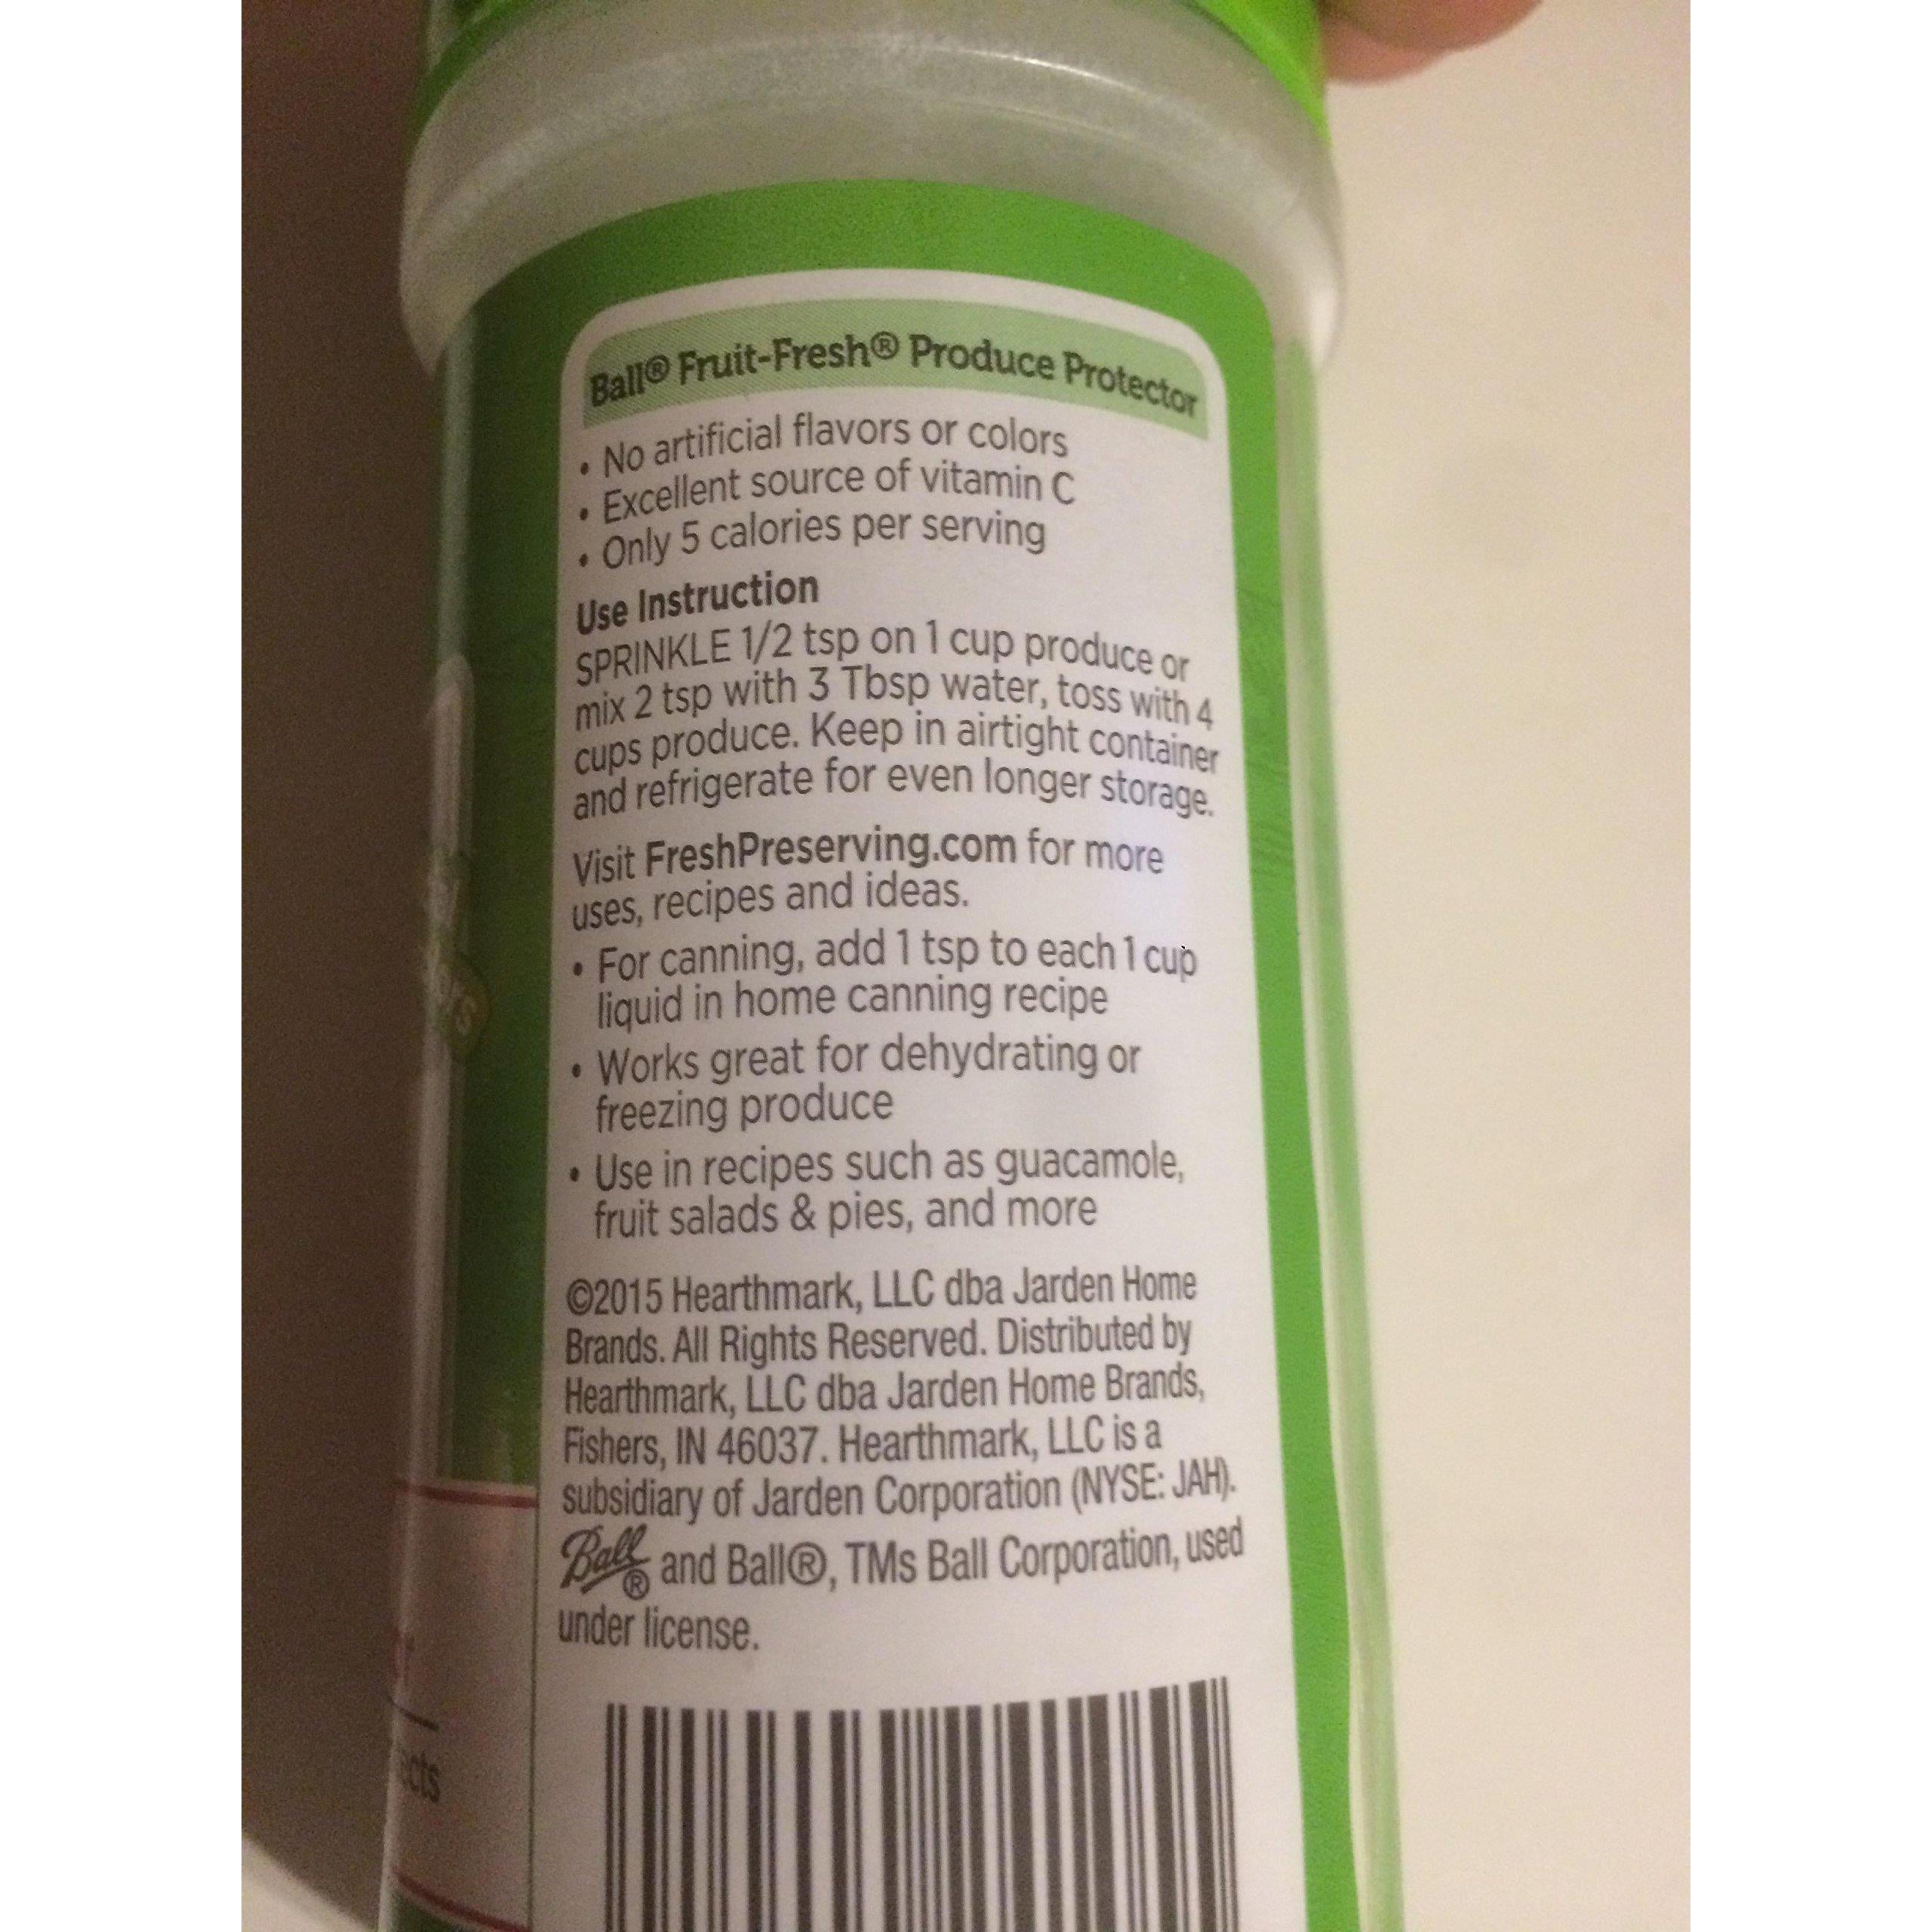 Ball® Fruit-Fresh® Produce Protector
• No artificial flavors or colors
• Excellent source of vitamin C
• Only 5 calories per serving
Use Instruction
SPRINKLE 1/2 tsp on 1 cup produce or
mix 2 tsp with 3 Tbsp water, toss with 4
cups produce. Keep in airtight container
and refrigerate for even longer storage.
Visit FreshPreserving.com for more
uses, recipes and ideas.
• For canning, add 1 tsp to each 1 cup
liquid in home canning recipe
• Works great for dehydrating or
freezing produce
• Use in recipes such as guacamole,
fruit salads & pies, and more
©2015 Hearthmark, LLC dba Jarden Home
Brands. All Rights Reserved. Distributed by
Hearthmark, LLC dba Jarden Home Brands,
Fishers, IN 46037. Hearthmark, LLC is a
subsidiary of Jarden Corporation (NYSE: JAH).
Ball® and Ball®, TMs Ball Corporation, used
under license.